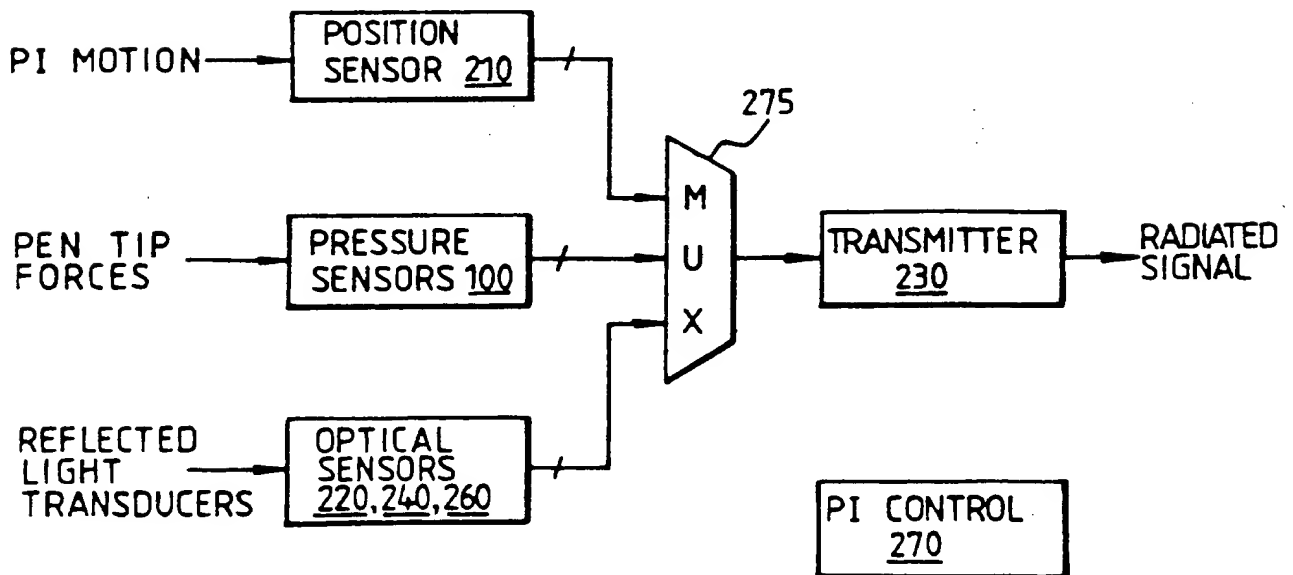 PI MOTION
POSITION
SENSOR 210
275
M
U
X
PEN TIP
FORCES
PRESSURE
SENSORS 100
TRANSMITTER
230
RADIATED
SIGNAL
REFLECTED
LIGHT
TRANSDUCERS
OPTICAL
SENSORS
220, 240, 260
PI CONTROL
270